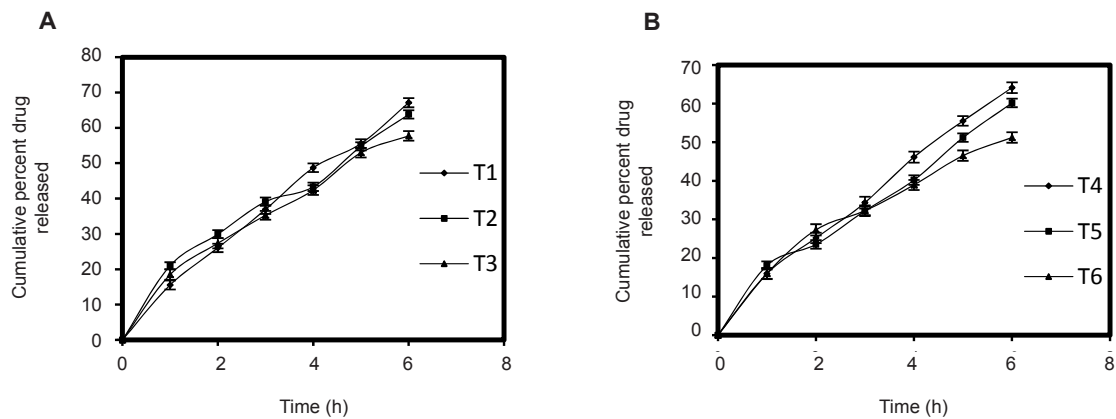 A
80
70
60
50
40
30
20
10
0
Cumulative percent drug
released
T1
T2
T3
0 2 4 6 8
Time (h)
B
70
60
50
40
30
20
10
0
Cumulative percent drug
released
T4
T5
T6
0 2 4 6 8
Time (h)